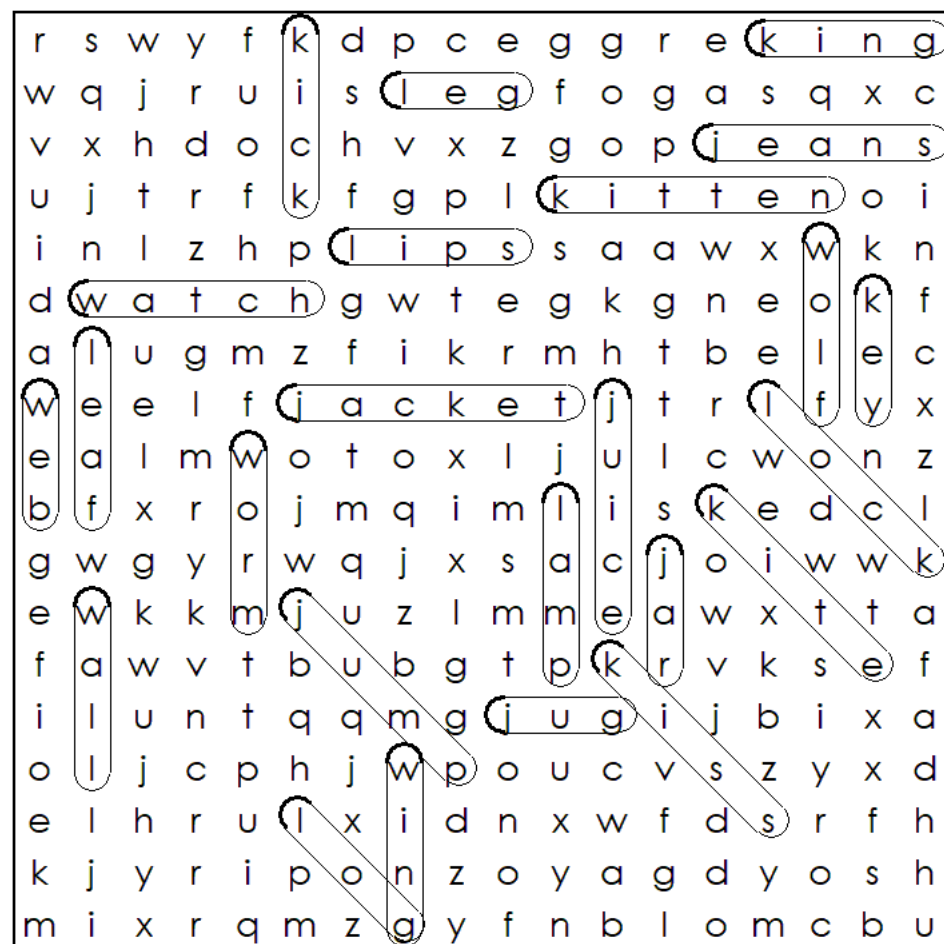 r s w y f k d p c e g g r e k i n g
w q j r u i s l e g f o g a s q x c
v x h d o c h v x z g o p j e a n s
u j t r f k f g p l k i t t e n o i
i n l z h p l i p s s a a w x w k n
d w a t c h g w t e g k g n e o k f
a l u g m z f i k r m h t b e l e c
w e e l f j a c k e t j t r l f y x
e a l m w o t o x l j u l c w o n z
b f x r o j m q i m l i s k e d c l
g w g y r w q j x s a c j o i w w k
e w k k m j u z l m m e a w x t t a
f a w v t b u b g t p k r v k s e f
i l u n t q q m g j u g i j b i x a
o l j c p h j w p o u c v s z y x d
e l h r u l x i d n x w f d s r f h
k j y r i p o n z o y a g d y o s h
m i x r q m z g y f n b l o m c b u